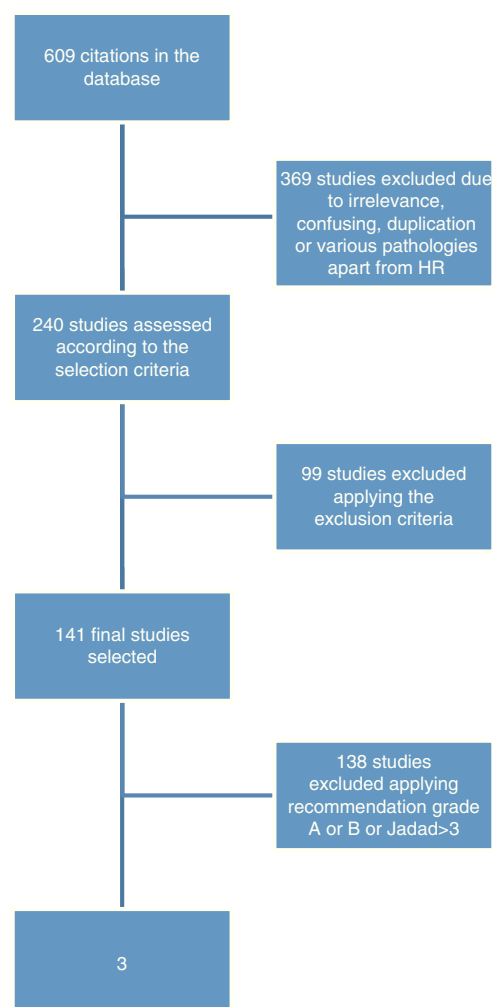 609 citations in the
database
369 studies excluded due
to irrelevance,
confusing, duplication
or various pathologies
apart from HR
240 studies assessed
according to the
selection criteria
99 studies excluded
applying the
exclusion criteria
141 final studies
selected
138 studies
excluded applying
recommendation grade
A or B or Jadad>3
3